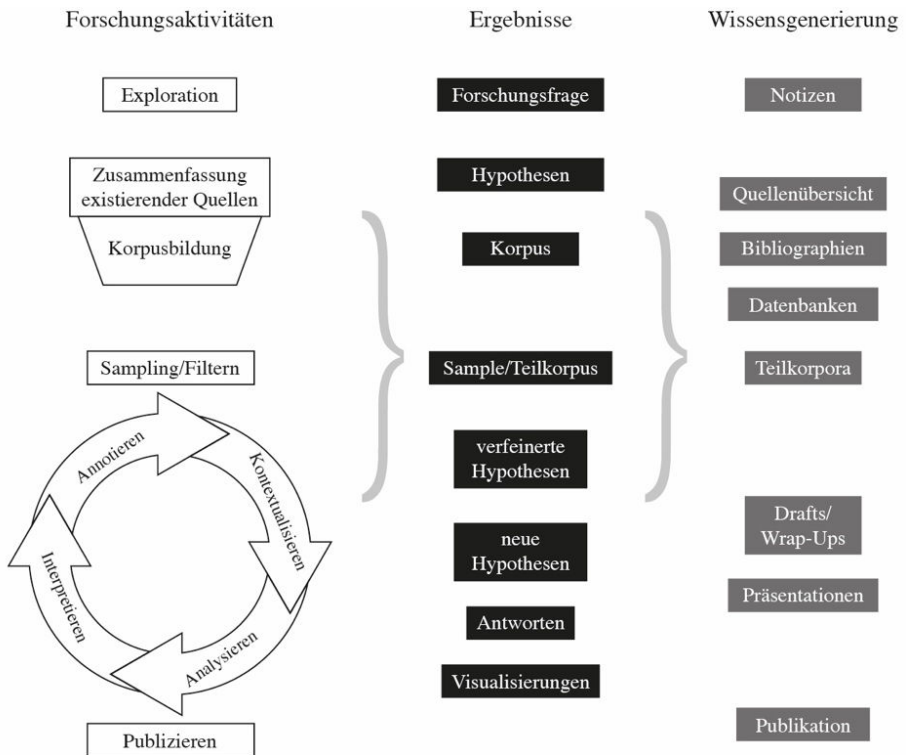 Forschungsaktivitäten
Exploration
Zusammenfassung
existierender Quellen
Korpusbildung
Sampling/Filtern
Annotieren
Kontextualisieren
Analysieren
Interpretieren
Publizieren
Ergebnisse
Forschungsfrage
Hypothesen
Korpus
Sample/Teilkorpus
verfeinerte
Hypothesen
neue
Hypothesen
Antworten
Visualisierungen
Wissensgenerierung
Notizen
Quellenübersicht
Bibliographien
Datenbanken
Teilkorpora
Drafts/
Wrap-Ups
Präsentationen
Publikation